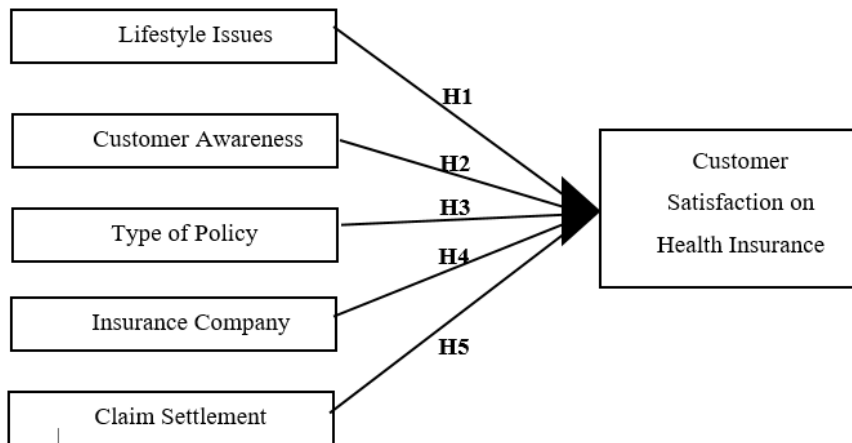 Lifestyle Issues
H1
Customer Awareness
H2
Type of Policy
H3
Insurance Company
H4
Claim Settlement
H5
Customer
Satisfaction on
Health Insurance